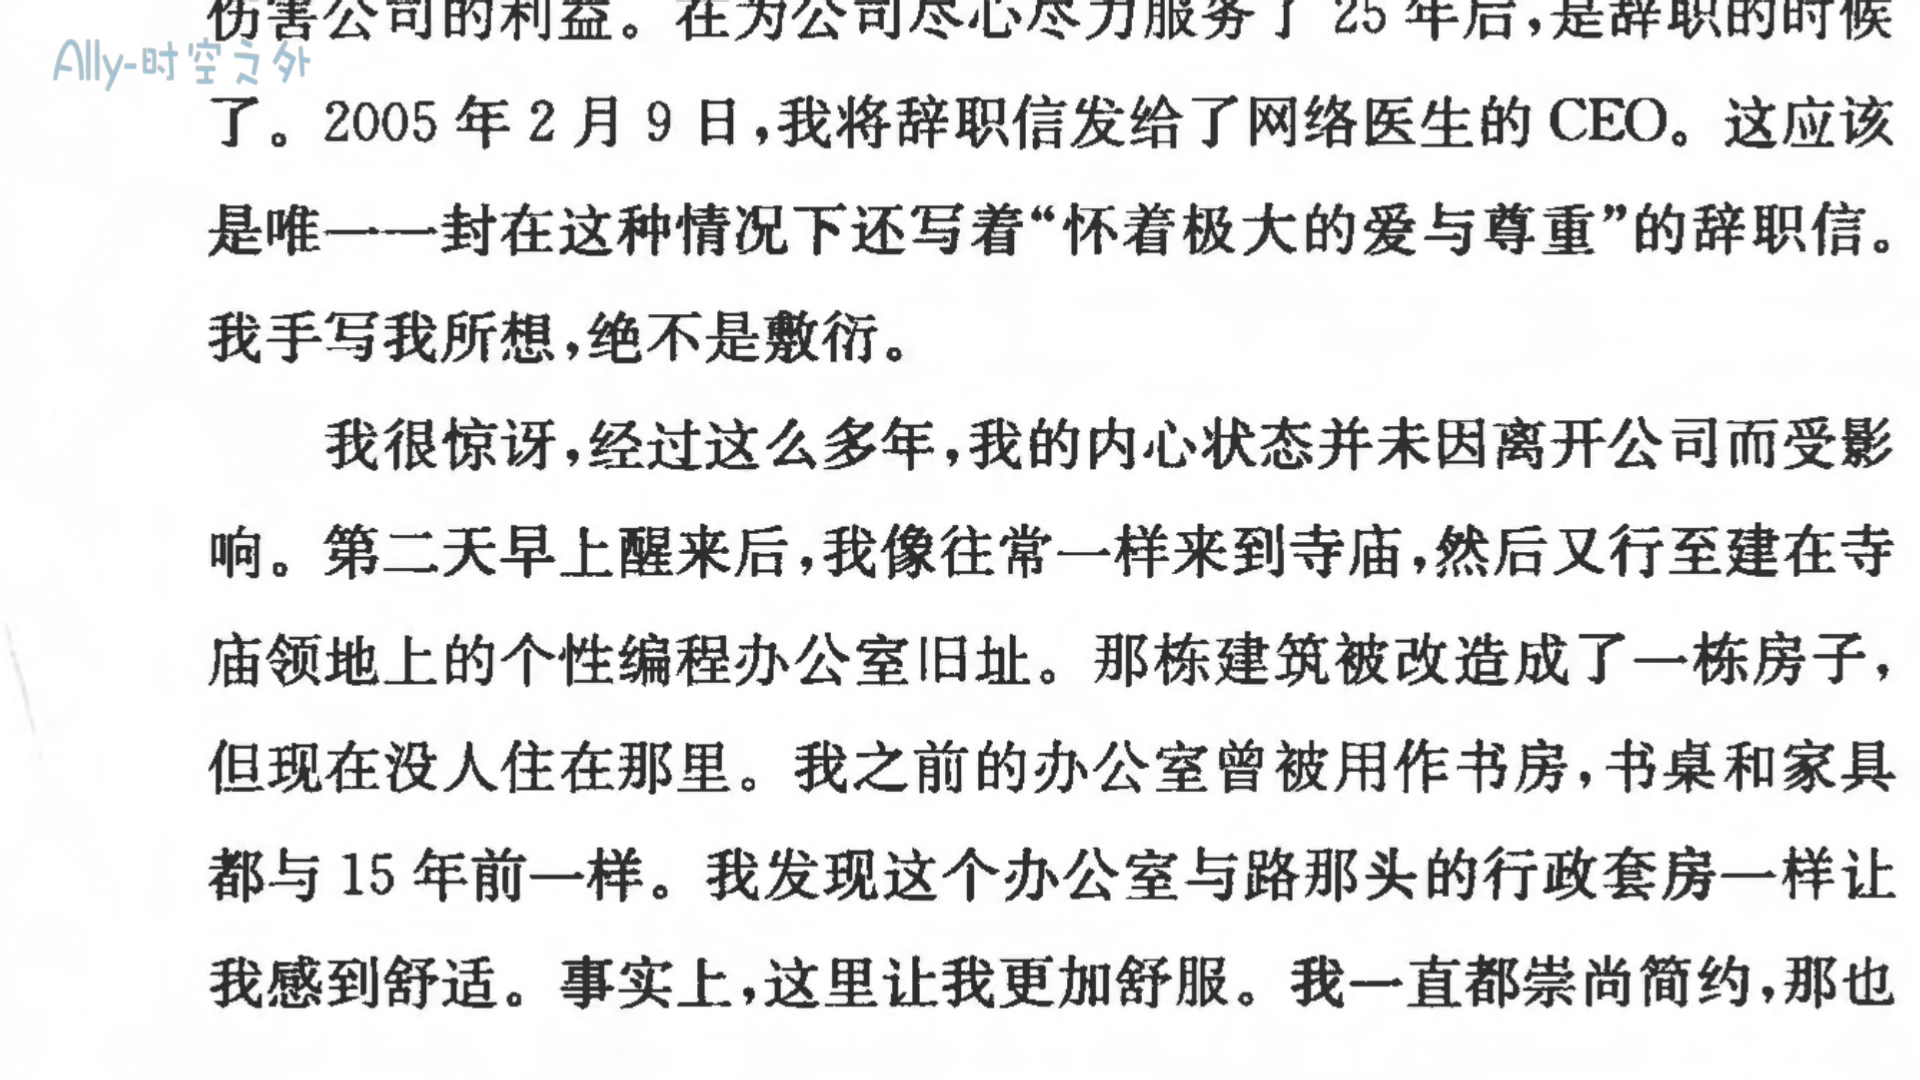 伤害公司的利益。在为公司尽心尽力服务了 25 年后,是辞职的时候
Ally-时空之外
了。2005 年 2 月 9 日,我将辞职信发给了网络医生的 CEO。这应该
是唯一一封在这种情况下还写着“怀着极大的爱与尊重”的辞职信。
我手写我所想,绝不是敷衍。
我很惊讶,经过这么多年,我的内心状态并未因离开公司而受影
响。第二天早上醒来后,我像往常一样来到寺庙,然后又行至建在寺
庙领地上的个性编程办公室旧址。那栋建筑被改造成了一栋房子,
但现在没人住在那里。我之前的办公室曾被用作书房,书桌和家具
都与 15 年前一样。我发现这个办公室与路那头的行政套房一样让
我感到舒适。事实上,这里让我更加舒服。我一直都崇尚简约,那也